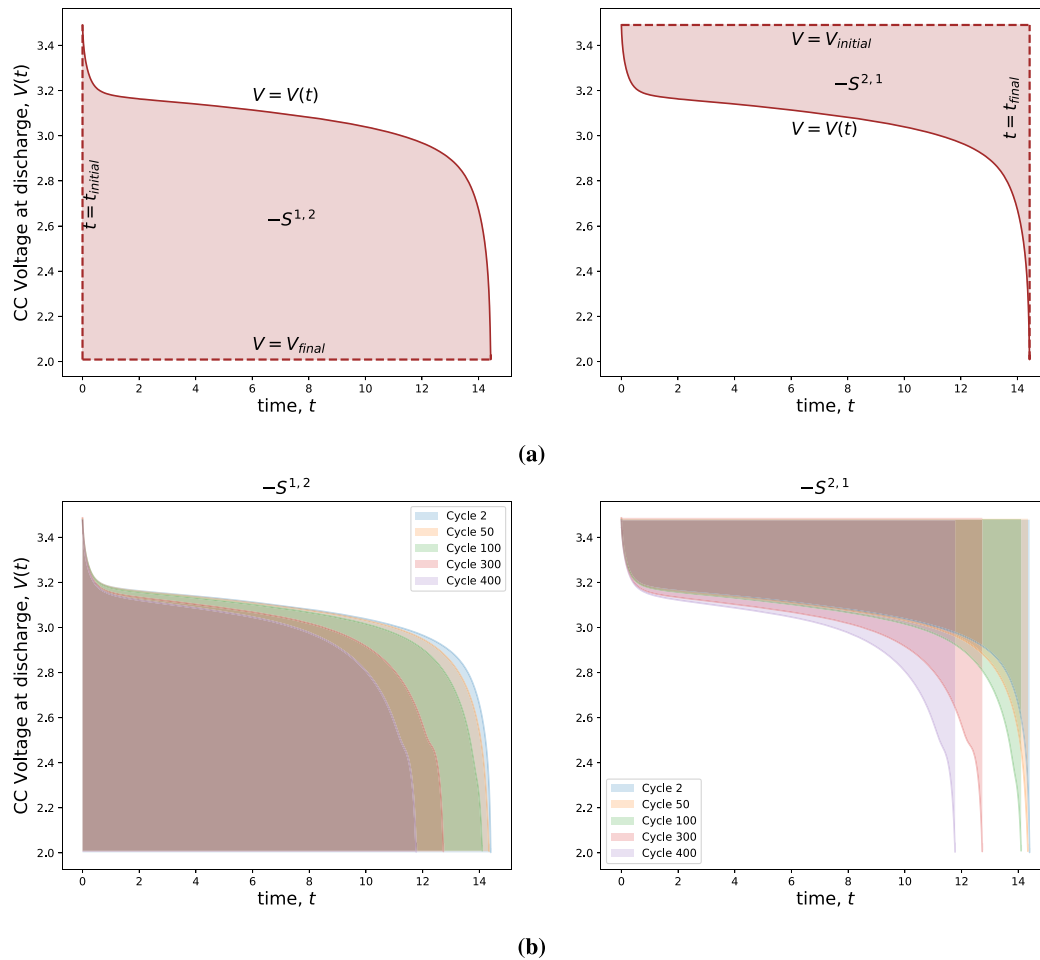 CC Voltage at discharge, V(t)
3.4
3.2
3.0
2.8
2.6
2.4
2.2
2.0
V = V(t)
t = t_initial
−S^{1, 2}
V = V_final
0 2 4 6 8 10 12 14
time, t
3.4
3.2
3.0
2.8
2.6
2.4
2.2
2.0
V = V_initial
−S^{2, 1}
V = V(t)
t = t_final
0 2 4 6 8 10 12 14
time, t
(a)
−S^{1, 2}
CC Voltage at discharge, V(t)
3.4
3.2
3.0
2.8
2.6
2.4
2.2
2.0
Cycle 2
Cycle 50
Cycle 100
Cycle 300
Cycle 400
0 2 4 6 8 10 12 14
time, t
−S^{2, 1}
3.4
3.2
3.0
2.8
2.6
2.4
2.2
2.0
Cycle 2
Cycle 50
Cycle 100
Cycle 300
Cycle 400
0 2 4 6 8 10 12 14
time, t
(b)